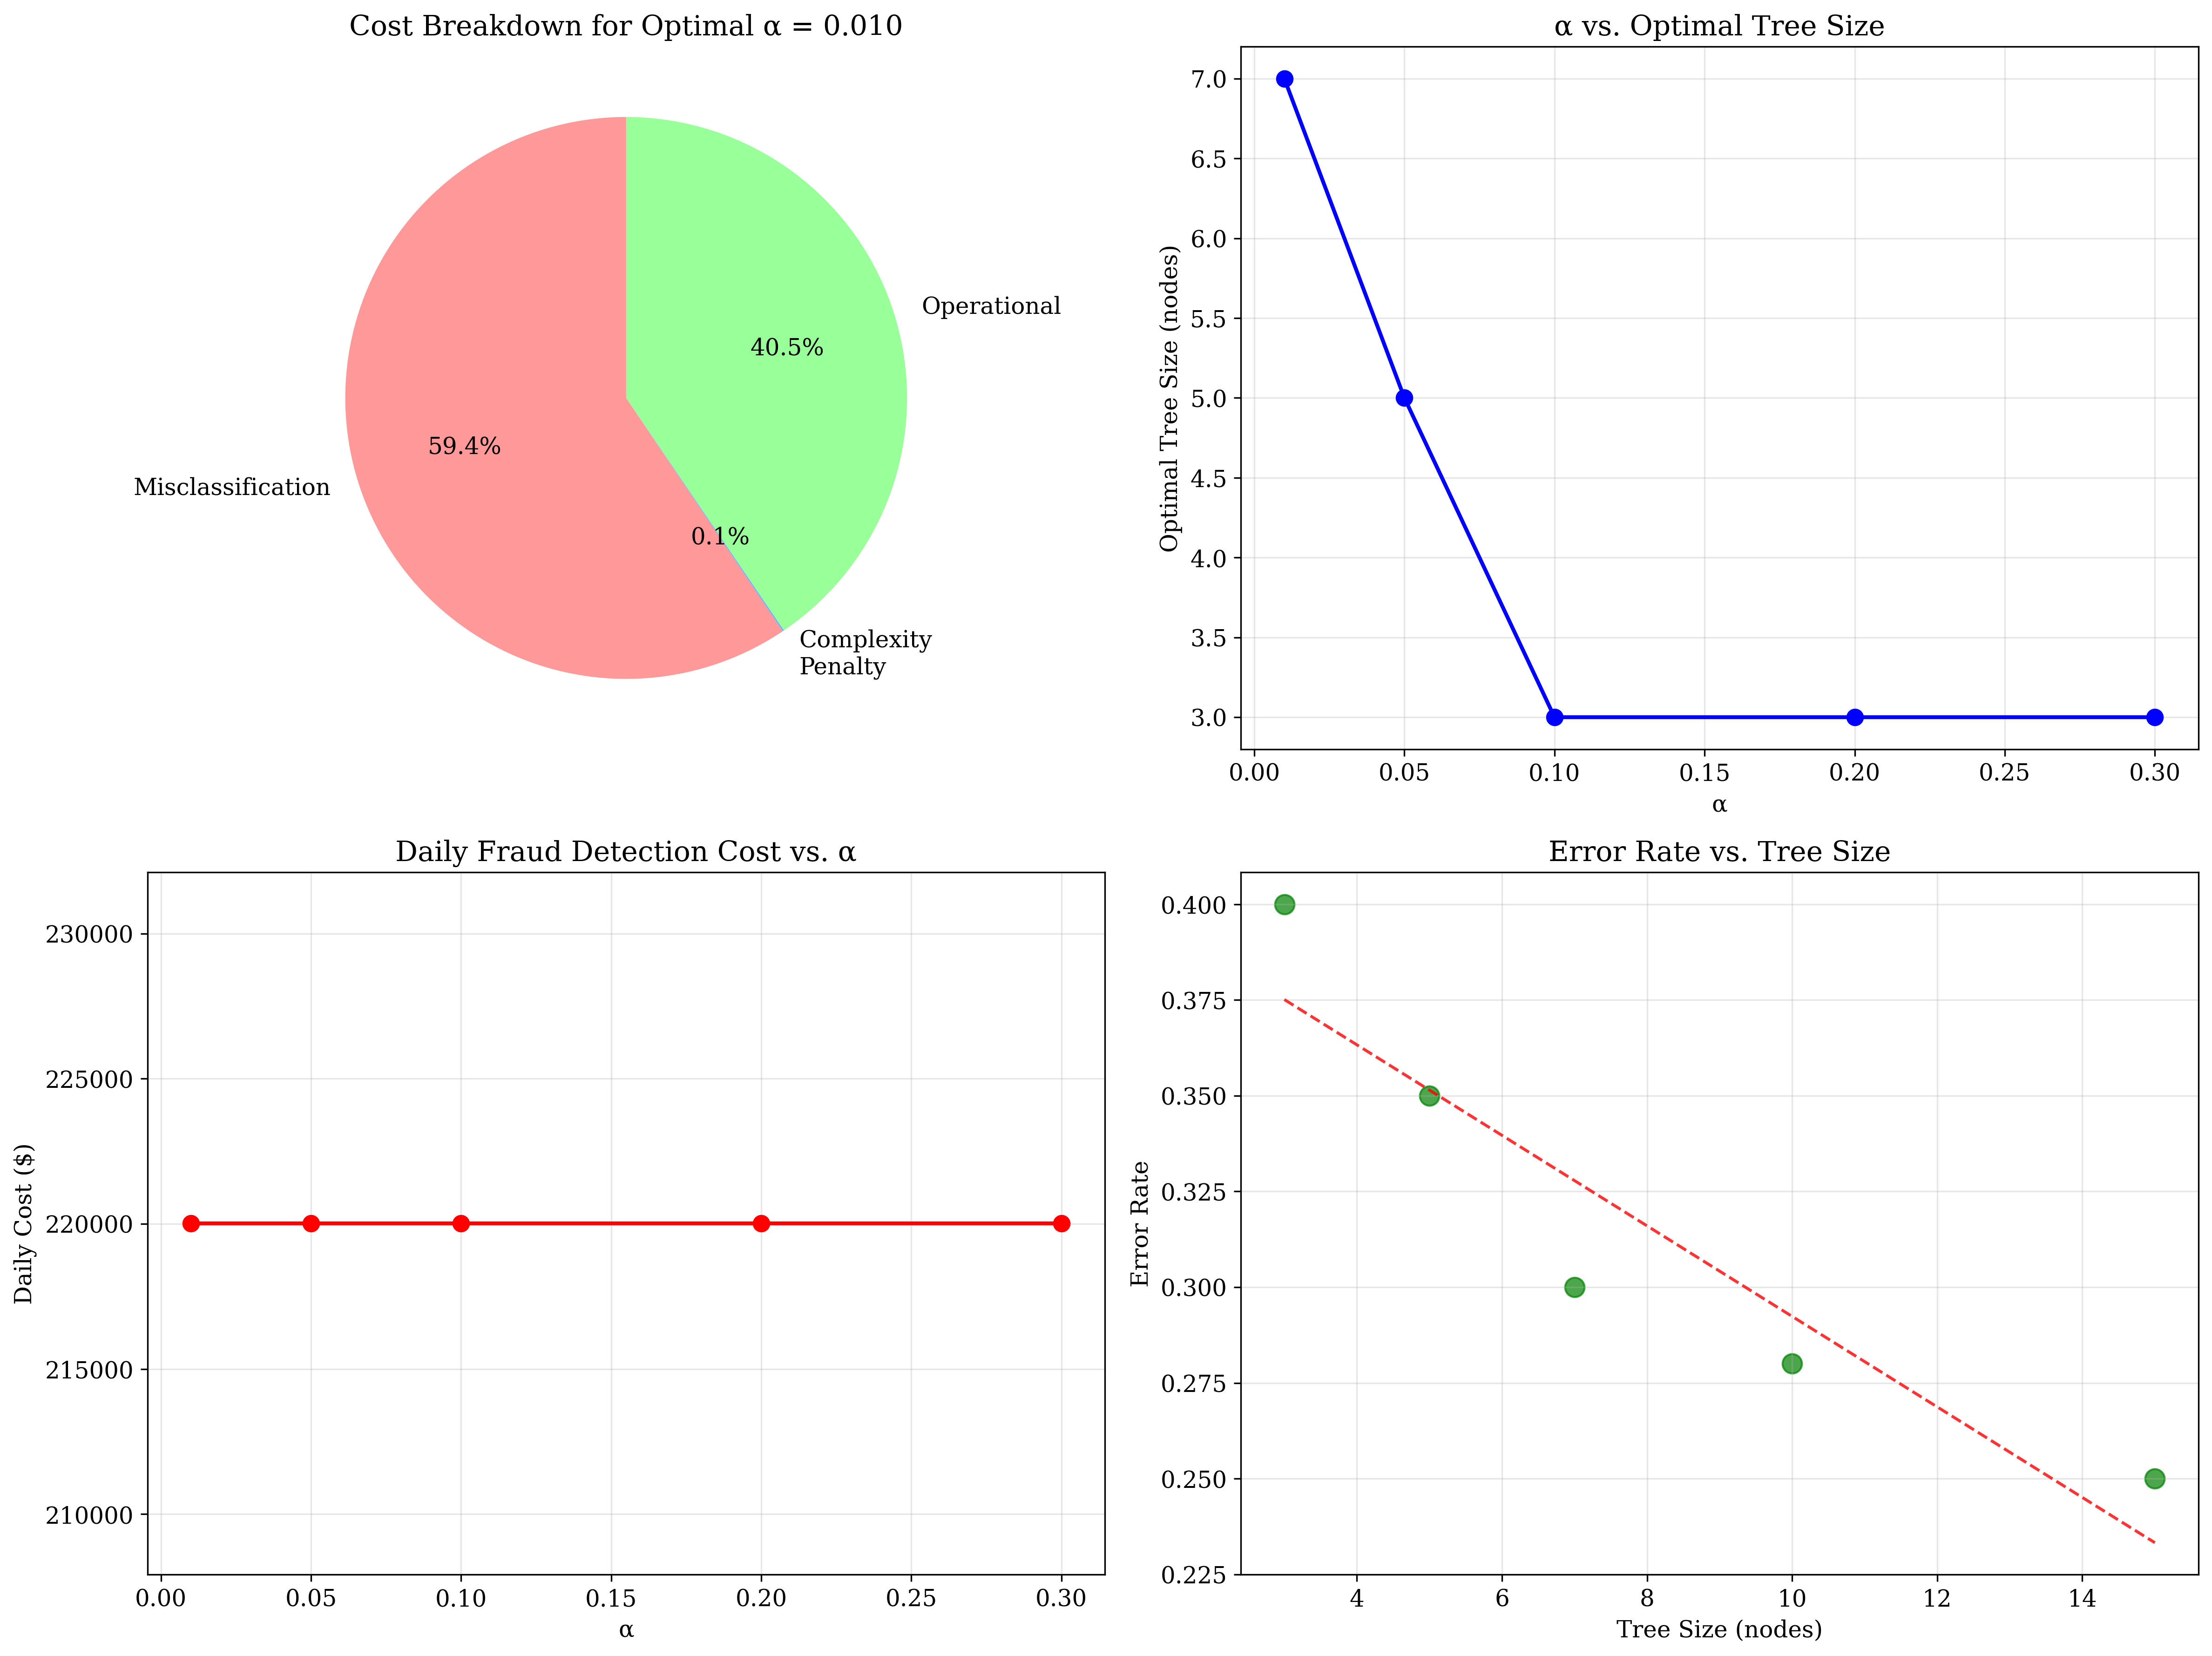 Cost Breakdown for Optimal α = 0.010
Operational
40.5%
59.4%
Misclassification
0.1%
Complexity
Penalty
α vs. Optimal Tree Size
Optimal Tree Size (nodes)
7.0
6.5
6.0
5.5
5.0
4.5
4.0
3.5
3.0
0.00 0.05 0.10 0.15 0.20 0.25 0.30
α
Daily Fraud Detection Cost vs. α
Daily Cost ($)
230000
225000
220000
215000
210000
0.00 0.05 0.10 0.15 0.20 0.25 0.30
α
Error Rate vs. Tree Size
Error Rate
0.400
0.375
0.350
0.325
0.300
0.275
0.250
0.225
4 6 8 10 12 14
Tree Size (nodes)